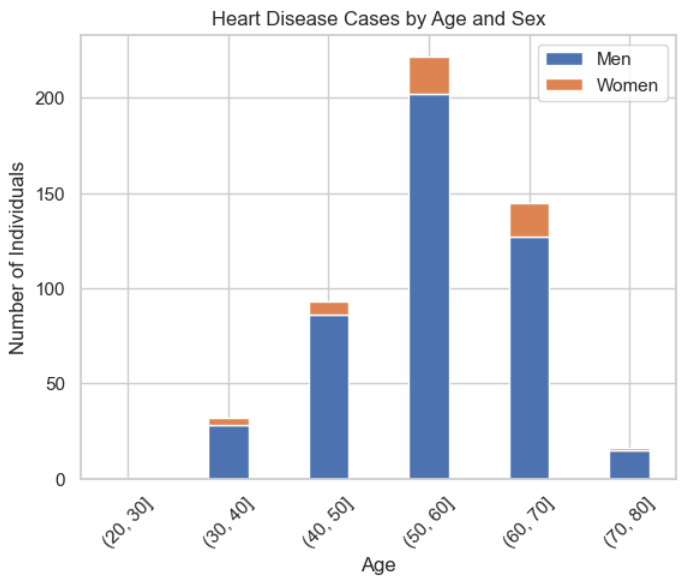 Heart Disease Cases by Age and Sex
Men
Women
Number of Individuals
200
150
100
50
0
(20, 30]
(30, 40]
(40, 50]
(50, 60]
(60, 70]
(70, 80]
Age